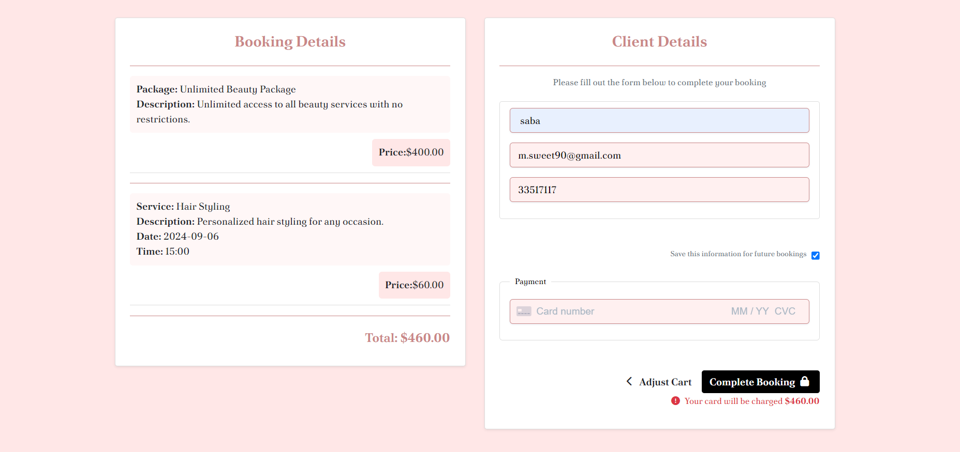 Booking Details
Package: Unlimited Beauty Package
Description: Unlimited access to all beauty services with no
restrictions.
Price:$400.00
Service: Hair Styling
Description: Personalized hair styling for any occasion.
Date: 2024-09-06
Time: 15:00
Price:$60.00
Total: $460.00
Client Details
Please fill out the form below to complete your booking
saba
m.sweet90@gmail.com
33517117
Save this information for future bookings
Payment
Card number MM / YY CVC
Adjust Cart Complete Booking
Your card will be charged $460.00